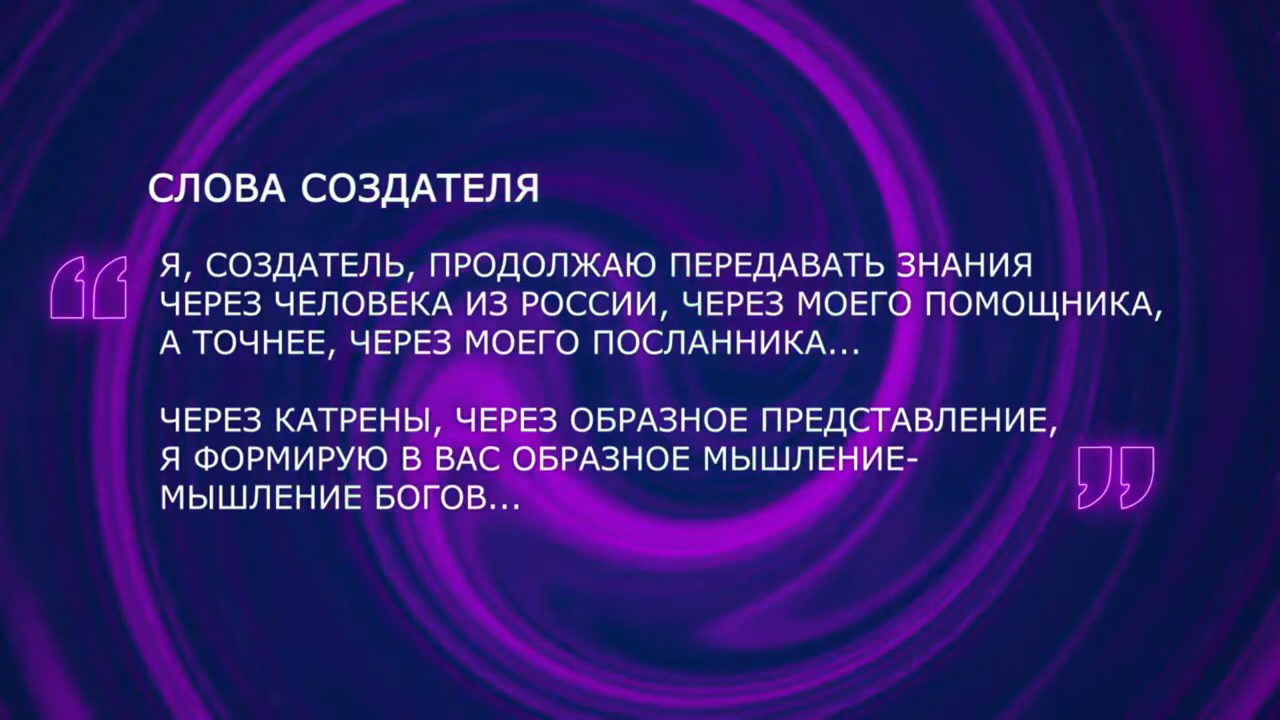 СЛОВА СОЗДАТЕЛЯ
Я, СОЗДАТЕЛЬ, ПРОДОЛЖАЮ ПЕРЕДАВАТЬ ЗНАНИЯ
ЧЕРЕЗ ЧЕЛОВЕКА ИЗ РОССИИ, ЧЕРЕЗ МОЕГО ПОМОЩНИКА,
А ТОЧНЕЕ, ЧЕРЕЗ МОЕГО ПОСЛАННИКА...
ЧЕРЕЗ КАТРЕНЫ, ЧЕРЕЗ ОБРАЗНОЕ ПРЕДСТАВЛЕНИЕ,
Я ФОРМИРУЮ В ВАС ОБРАЗНОЕ МЫШЛЕНИЕ-
МЫШЛЕНИЕ БОГОВ...